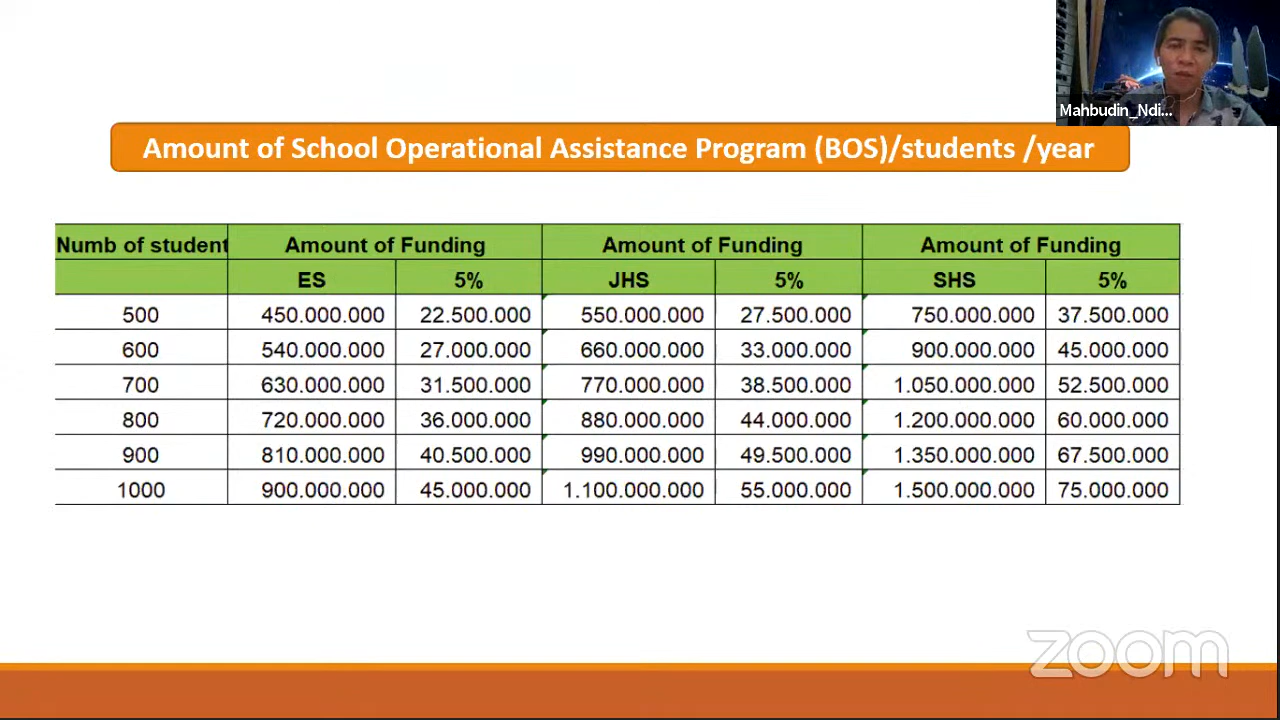 Mahbudin_Ndi...
Amount of School Operational Assistance Program (BOS)/students /year
Numb of student Amount of Funding Amount of Funding Amount of Funding
ES 5% JHS 5% SHS 5%
500 450.000.000 22.500.000 550.000.000 27.500.000 750.000.000 37.500.000
600 540.000.000 27.000.000 660.000.000 33.000.000 900.000.000 45.000.000
700 630.000.000 31.500.000 770.000.000 38.500.000 1.050.000.000 52.500.000
800 720.000.000 36.000.000 880.000.000 44.000.000 1.200.000.000 60.000.000
900 810.000.000 40.500.000 990.000.000 49.500.000 1.350.000.000 67.500.000
1000 900.000.000 45.000.000 1.100.000.000 55.000.000 1.500.000.000 75.000.000
zoom